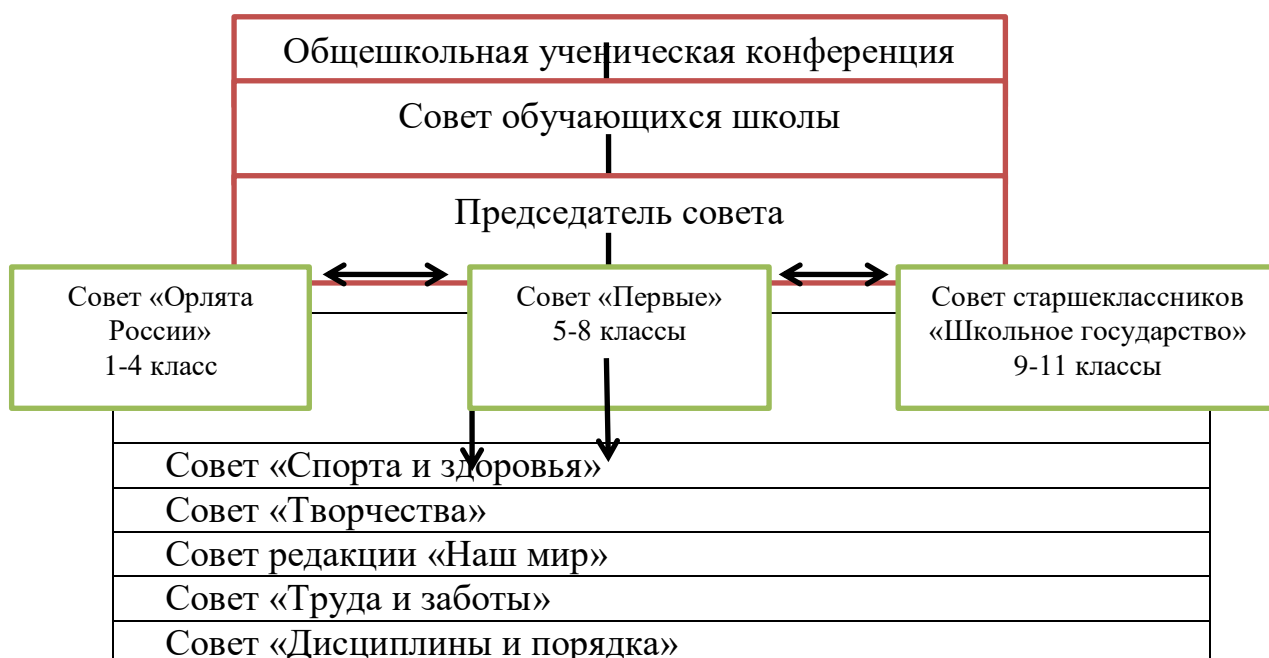 Общешкольная ученическая конференция
Совет обучающихся школы
Председатель совета
Совет «Орлята
России»
1-4 класс
Совет «Первые»
5-8 классы
Совет старшеклассников
«Школьное государство»
9-11 классы
Совет «Спорта и здоровья»
Совет «Творчества»
Совет редакции «Наш мир»
Совет «Труда и заботы»
Совет «Дисциплины и порядка»